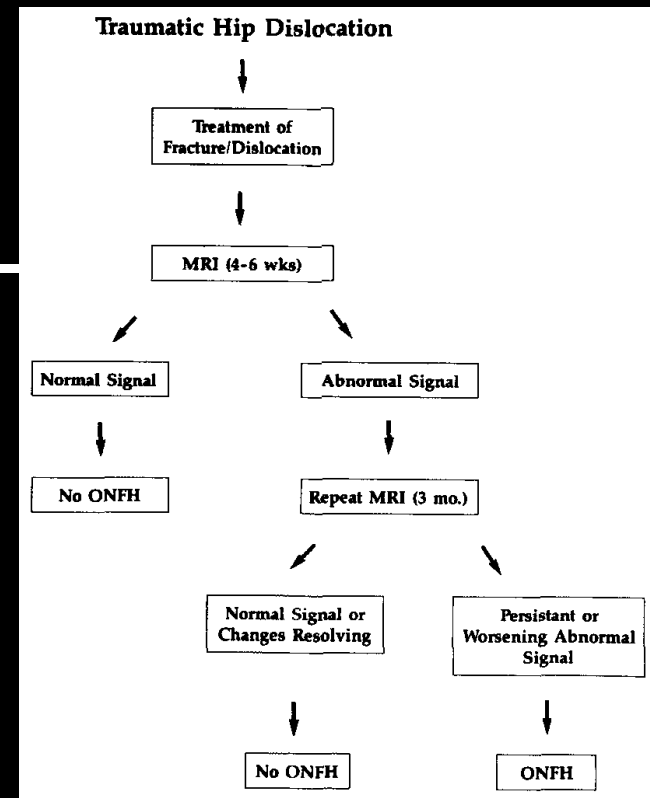 Traumatic Hip Dislocation
Treatment of
Fracture/Dislocation
MRI (4-6 wks)
Normal Signal
Abnormal Signal
No ONFH
Repeat MRI (3 mo.)
Normal Signal or
Changes Resolving
Persistant or
Worsening Abnormal
Signal
No ONFH
ONFH